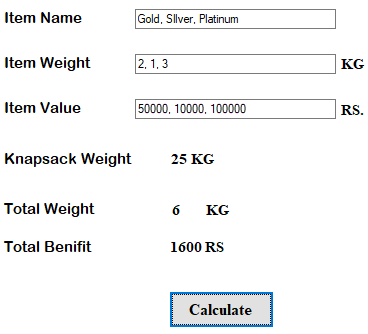 Item Name Gold, SIlver, Platinum
Item Weight 2, 1, 3 KG
Item Value 50000, 10000, 100000 RS.
Knapsack Weight 25 KG
Total Weight 6 KG
Total Benifit 1600 RS
Calculate